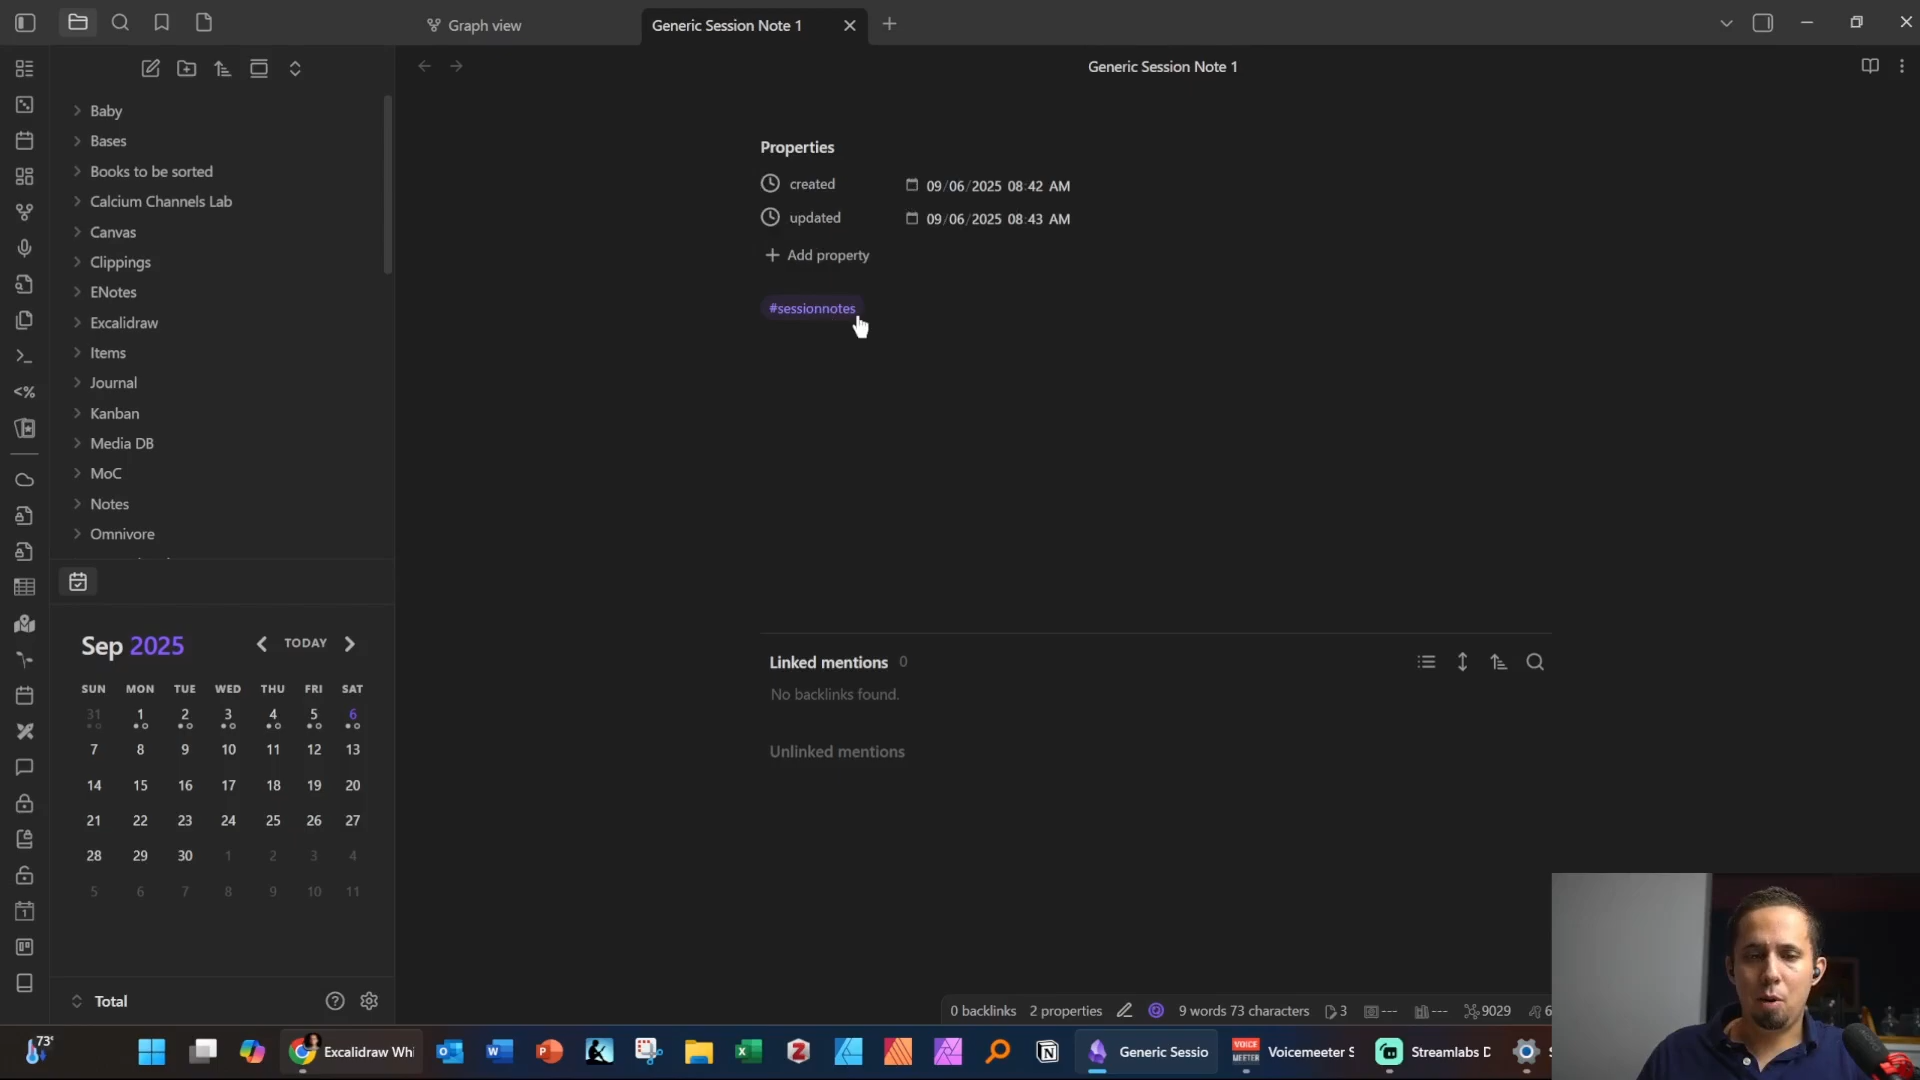 Graph view
Generic Session Note 1
Generic Session Note 1
Baby
Bases
Books to be sorted
Calcium Channels Lab
Canvas
Clippings
ENotes
Excalidraw
Items
Journal
Kanban
Media DB
MoC
Notes
Omnivore
Properties
created 09/06/2025 08:42 AM
updated 09/06/2025 08:43 AM
Add property
#sessionnotes
Linked mentions 0
No backlinks found.
Unlinked mentions
Sep 2025
TODAY
SUN MON TUE WED THU FRI SAT
31 1 2 3 4 5 6
7 8 9 10 11 12 13
14 15 16 17 18 19 20
21 22 23 24 25 26 27
28 29 30 1 2 3 4
5 6 7 8 9 10 11
Total
0 backlinks 2 properties 9 words 73 characters 3 --- --- 9029 6
73°
Excalidraw Whi
Generic Sessio
VOICE MEETER
Voicemeeter S
Streamlabs D